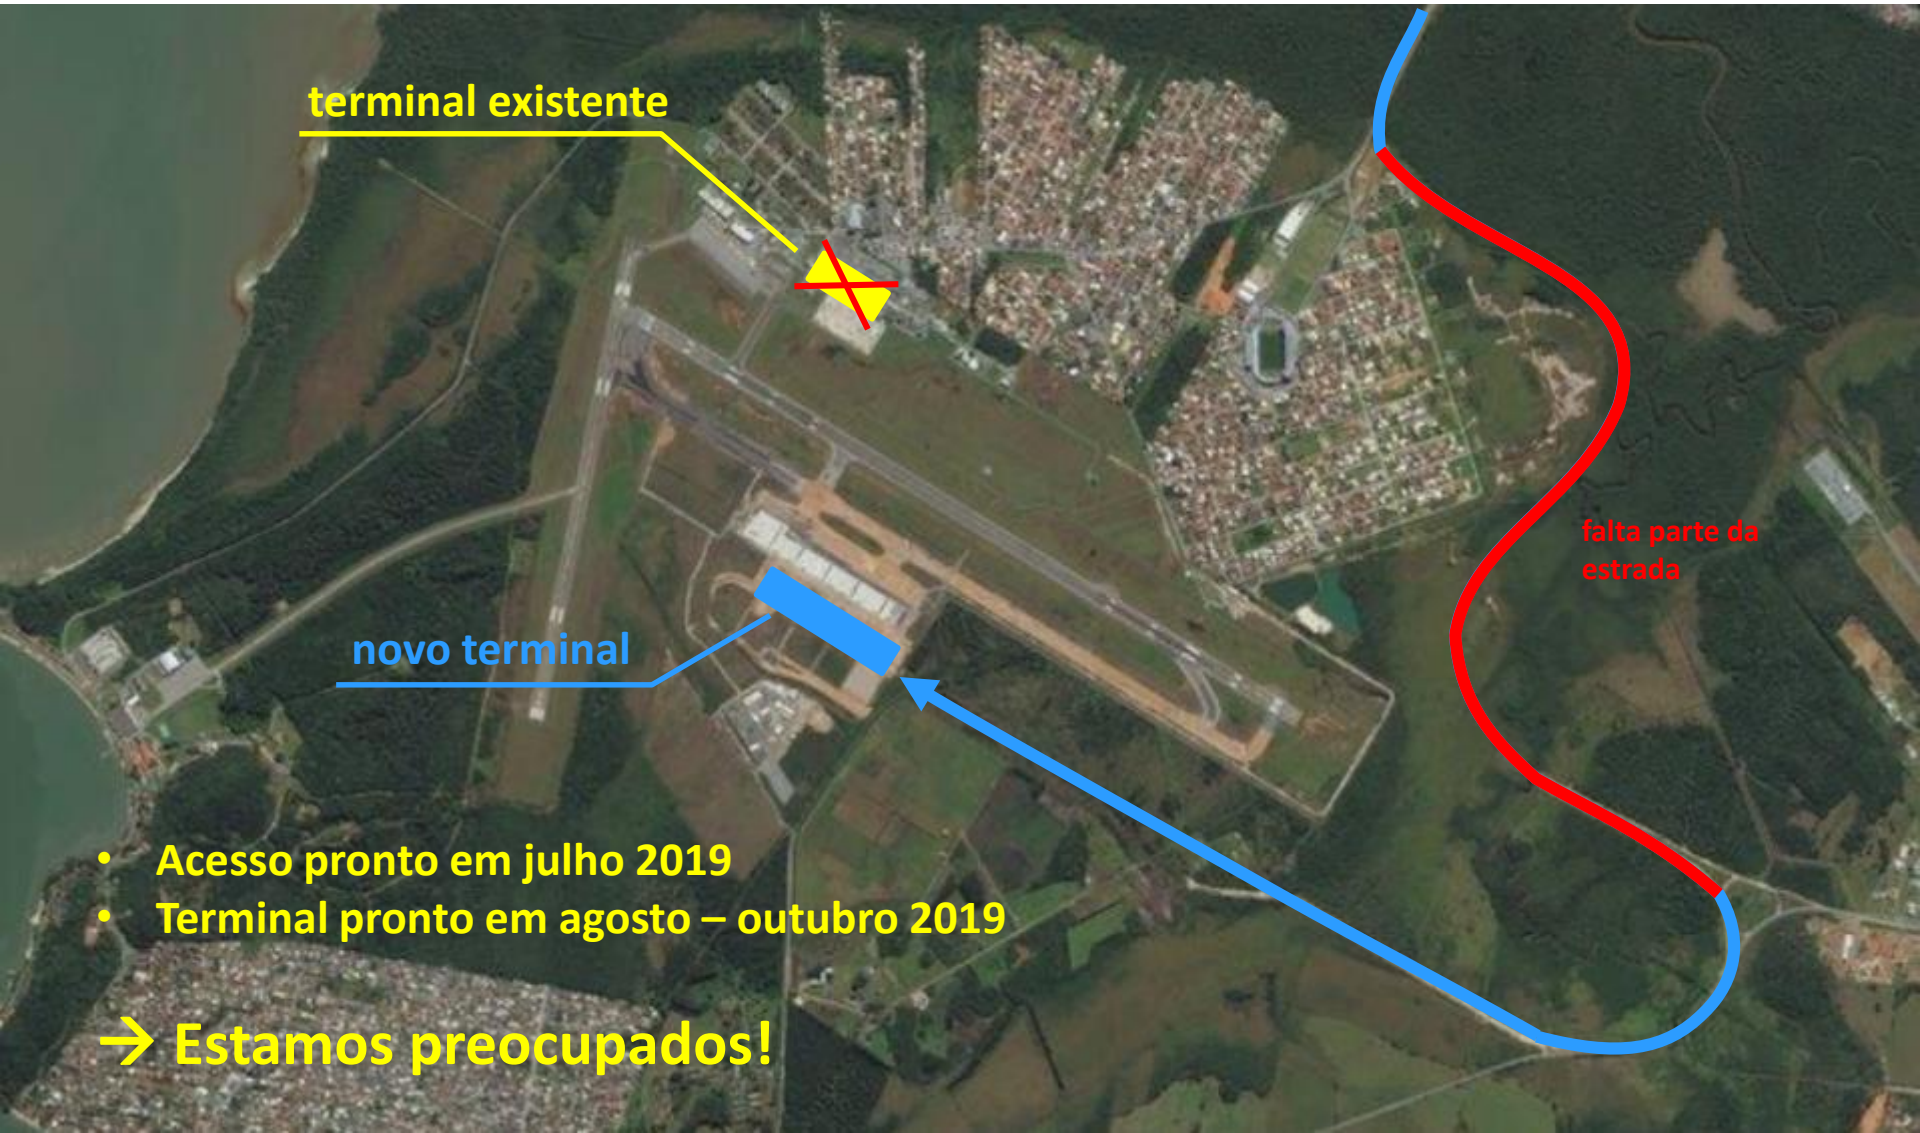 terminal existente
falta parte da
estrada
novo terminal
• Acesso pronto em julho 2019
• Terminal pronto em agosto – outubro 2019
→ Estamos preocupados!